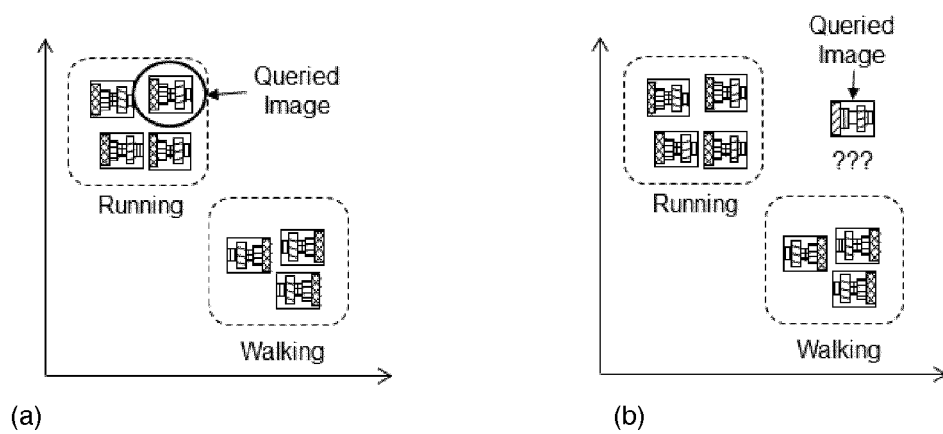 Queried
Image
Running
Walking
(a)
Queried
Image
???
Running
Walking
(b)